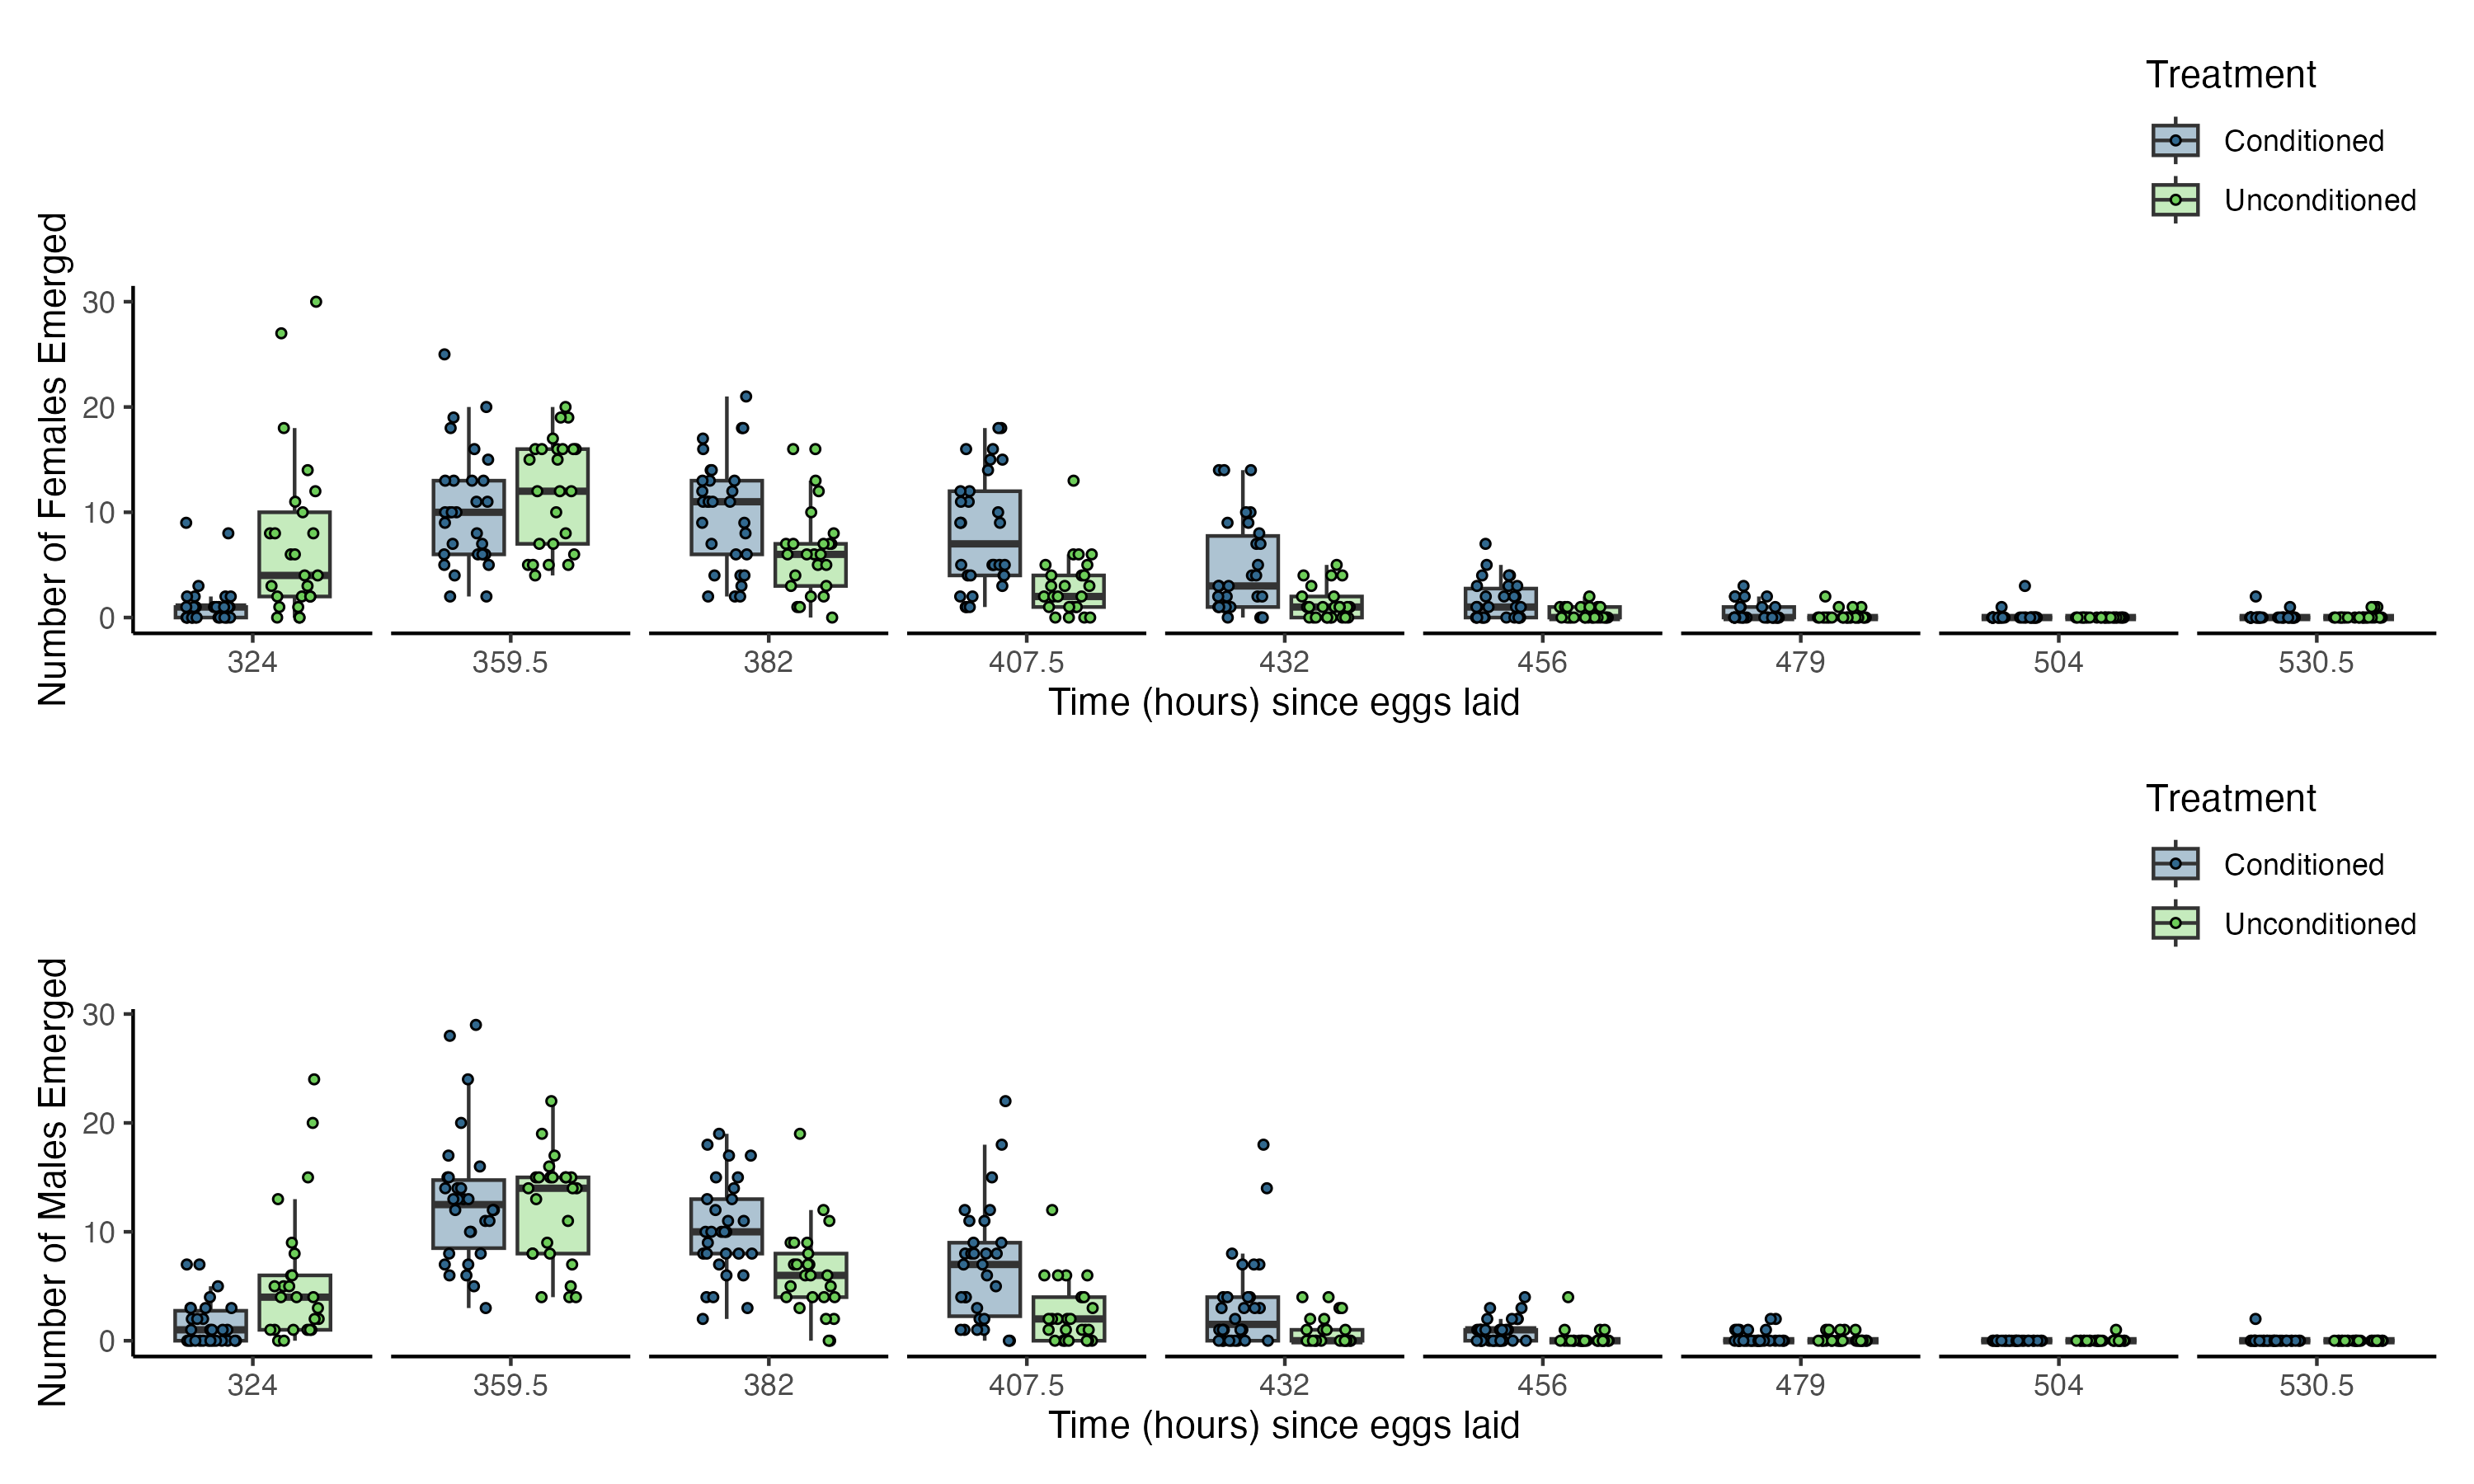 Treatment
Conditioned
Unconditioned
Number of Females Emerged
30
20
10
0
324 359.5 382 407.5 432 456 479 504 530.5
Time (hours) since eggs laid
Treatment
Conditioned
Unconditioned
Number of Males Emerged
30
20
10
0
324 359.5 382 407.5 432 456 479 504 530.5
Time (hours) since eggs laid